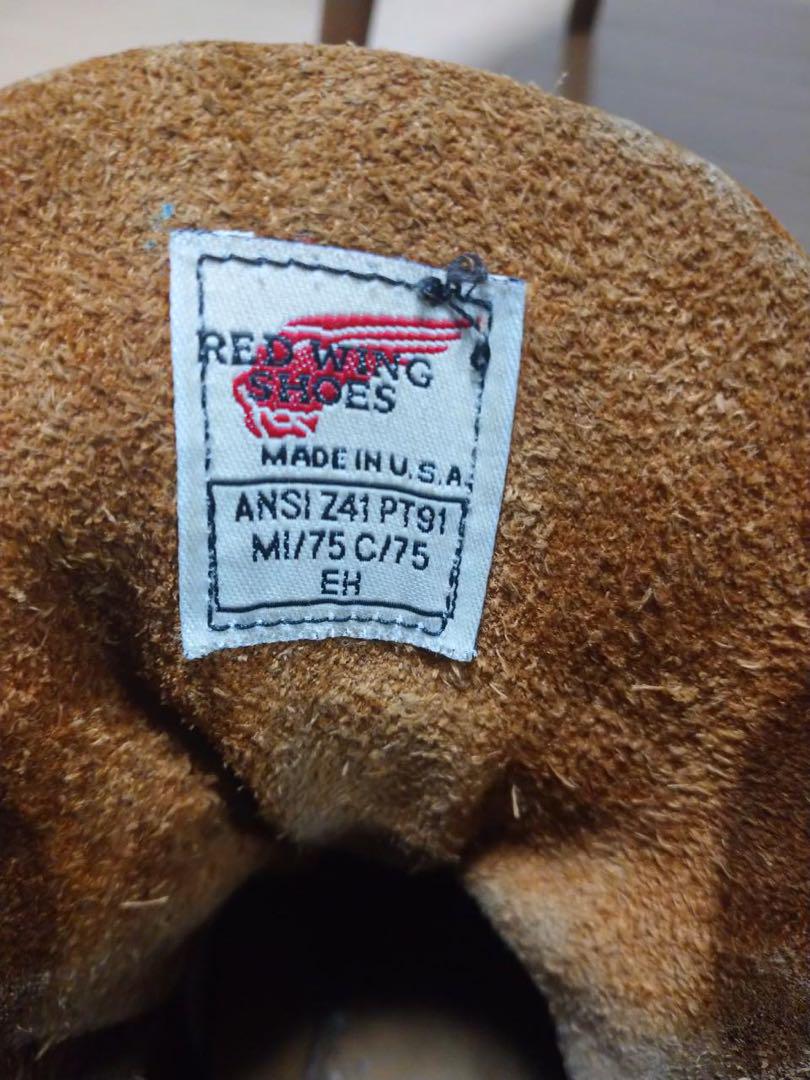 RED WING
SHOES
MADE IN U.S.A.
ANSI Z41 PT91
MI/75 C/75
EH